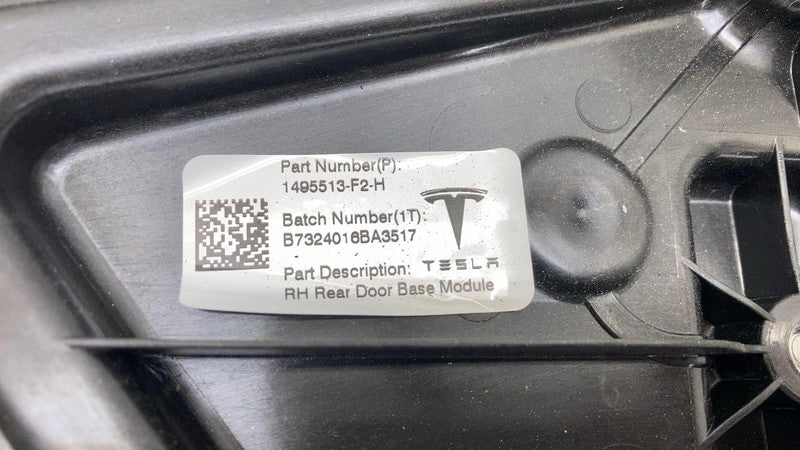 Part Number(P):
1495513-F2-H
Batch Number(1T):
B7324016BA3517
Part Description:
TESLA
RH Rear Door Base Module